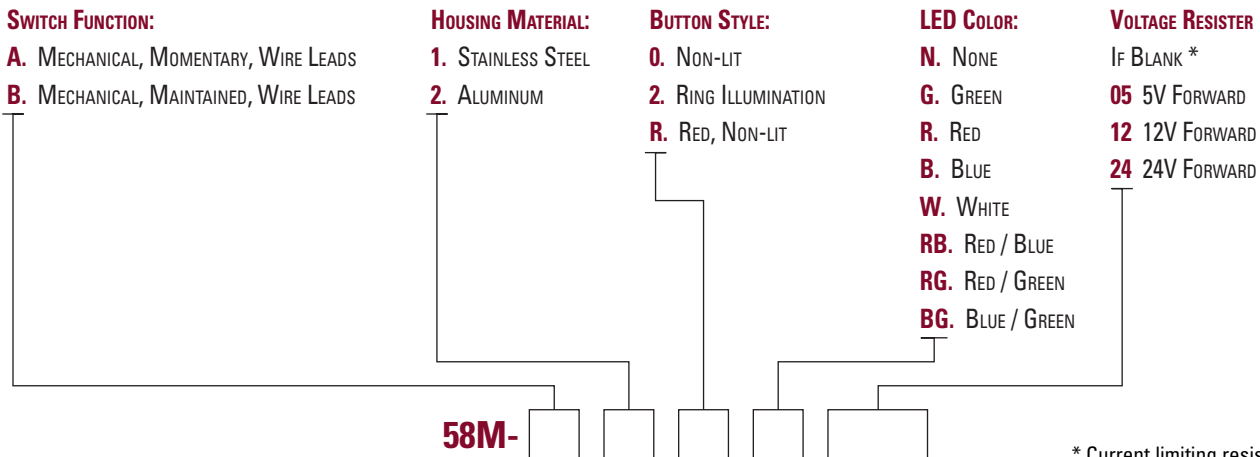 Switch Function:
A. Mechanical, Momentary, Wire Leads
B. Mechanical, Maintained, Wire Leads
Housing Material:
1. Stainless Steel
2. Aluminum
Button Style:
0. Non-lit
2. Ring Illumination
R. Red, Non-lit
LED Color:
N. None
G. Green
R. Red
B. Blue
W. White
RB. Red / Blue
RG. Red / Green
BG. Blue / Green
Voltage Resister
If Blank *
05 5V Forward
12 12V Forward
24 24V Forward
58M-
* Current limiting